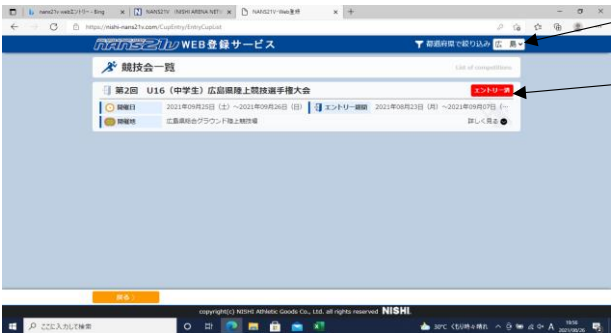 nans21v web エントリー - Bing
NANS21V
NANS21V-Web登録
https://nishi-nans21v.com/CupEntry/EntryCupList
NANS21V WEB登録サービス
都道府県で絞り込み
広 島
競技会一覧
List of competitions
第2回 U16(中学生)広島県陸上競技選手権大会
エントリー済
開催日 2021年09月25日(土)~2021年09月26日(日) エントリー期間 2021年08月23日(月)~2021年09月07日(…
開催地 広島県総合グラウンド陸上競技場 詳しく見る
戻る
copyright(c) NISHI Athletic Goods Co., Ltd. all rights reserved NISHI.
ここに入力して検索
30°C くもり時々晴れ
A
2021/08/26